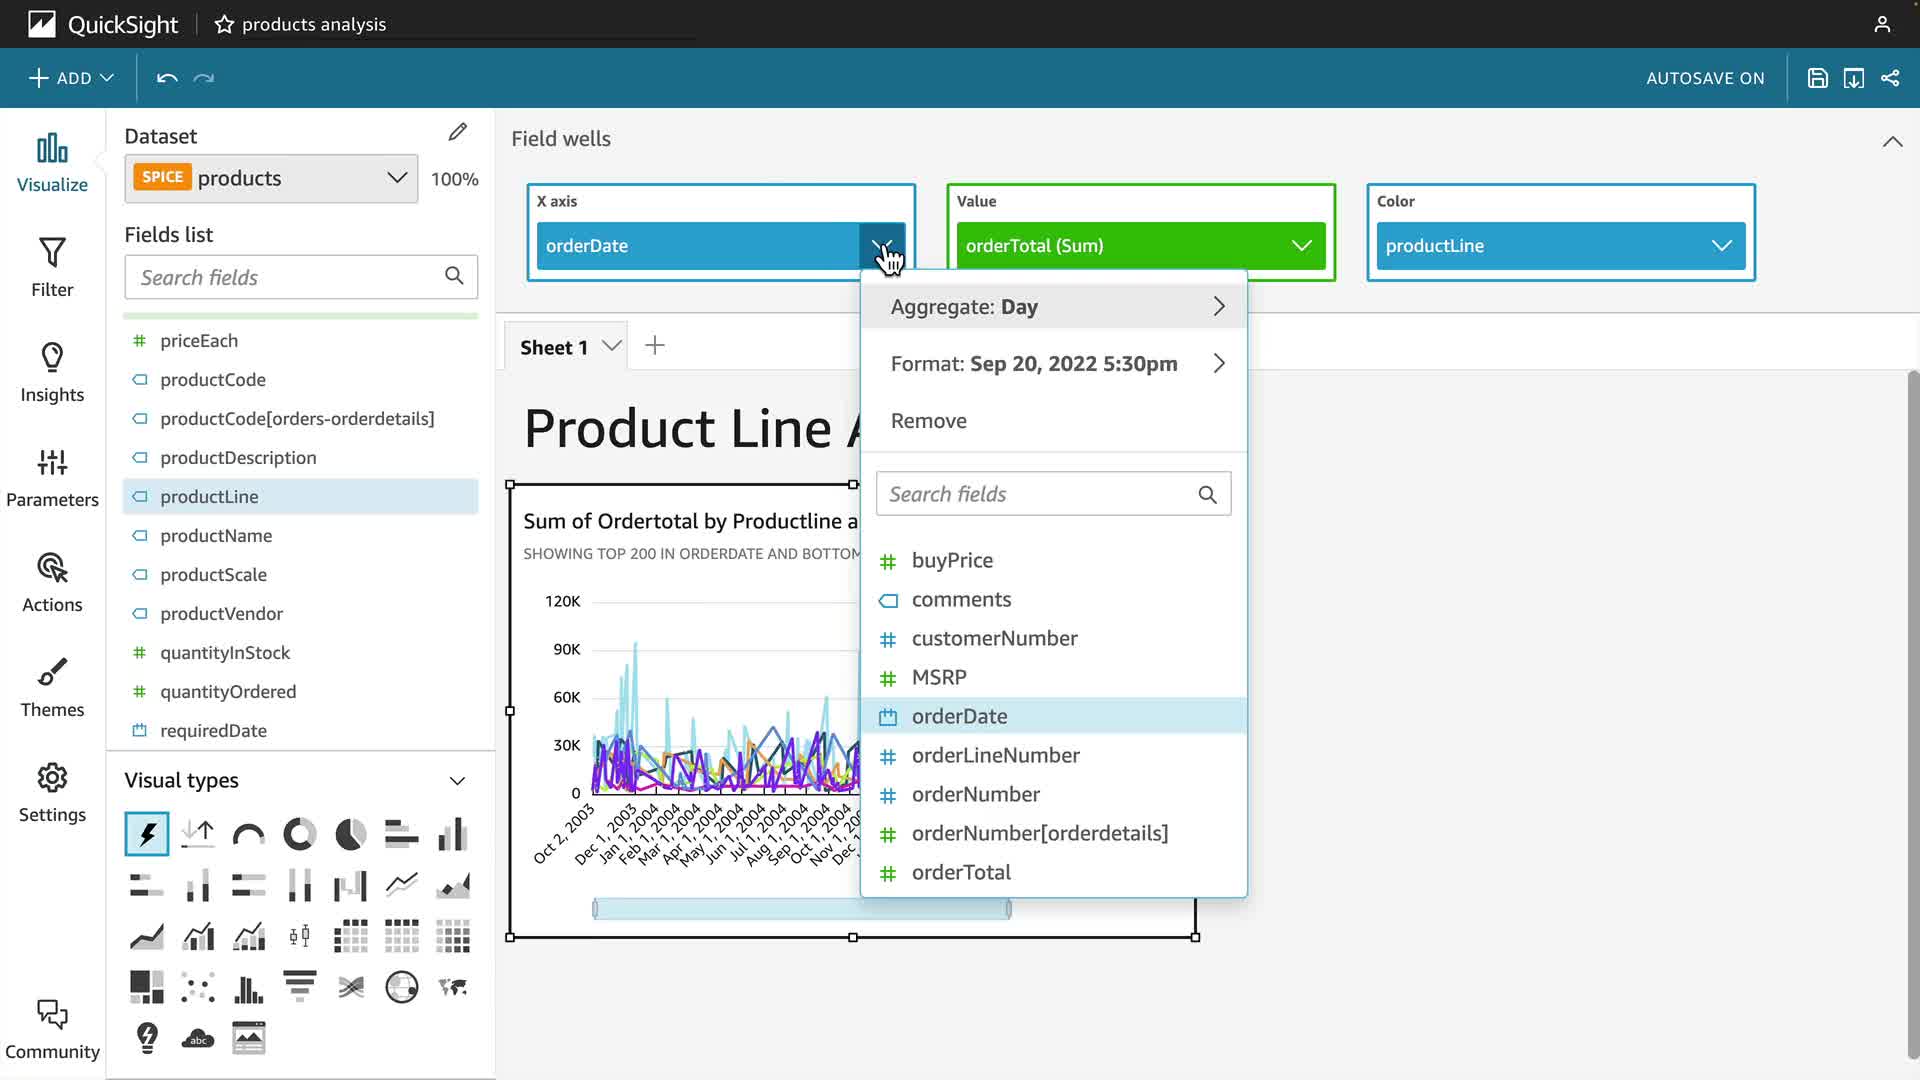 QuickSight
products analysis
ADD
AUTOSAVE ON
Visualize
Filter
Insights
Parameters
Actions
Themes
Settings
Community
Dataset
SPICE products
100%
Fields list
Search fields
priceEach
productCode
productCode[orders-orderdetails]
productDescription
productLine
productName
productScale
productVendor
quantityInStock
quantityOrdered
requiredDate
Visual types
abc
Field wells
X axis
orderDate
Value
orderTotal (Sum)
Color
productLine
Sheet 1
Product Line
Sum of Ordertotal by Productline a
SHOWING TOP 200 IN ORDERDATE AND BOTTOM
120K
90K
60K
30K
0
Oct 2, 2003
Dec 1, 2003
Jan 1, 2004
Feb 1, 2004
Mar 1, 2004
Apr 1, 2004
May 1, 2004
Jun 1, 2004
Jul 1, 2004
Aug 1, 2004
Sep 1, 2004
Oct 1, 2004
Nov 1, 200
Dec
Aggregate: Day
Format: Sep 20, 2022 5:30pm
Remove
Search fields
buyPrice
comments
customerNumber
MSRP
orderDate
orderLineNumber
orderNumber
orderNumber[orderdetails]
orderTotal